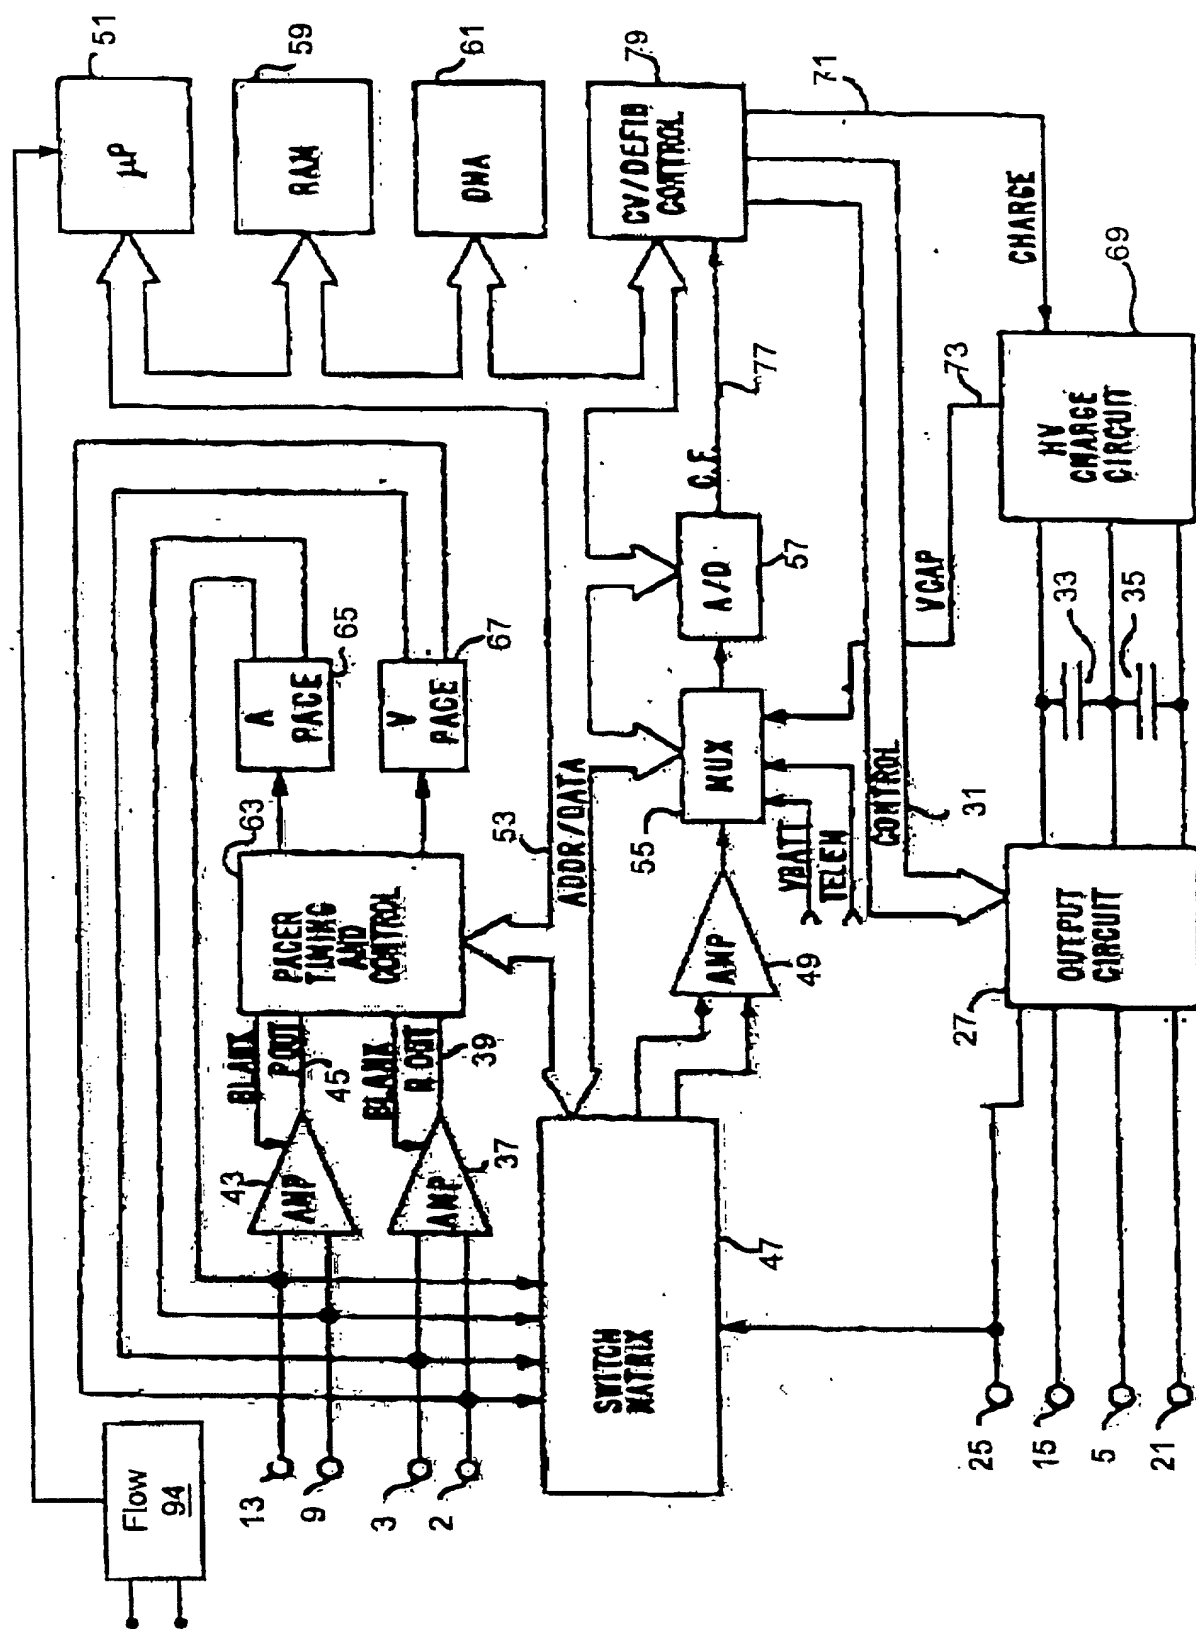 Flow
94
51
µP
59
RAM
61
DMA
79
CV/DEFIB
CONTROL
71
CHARGE
69
HV
CHARGE
CIRCUIT
73
VCAP
77
C.F.
A/D
57
MUX
55
VBATT
TELEM
CONTROL
31
33
35
A
PACE
65
V
PACE
67
63
PACER
TIMING
AND
CONTROL
53
ADDR/DATA
BLANK
P OUT
45
BLANK
R OUT
39
43
AMP
37
AMP
AMP
49
OUTPUT
CIRCUIT
27
SWITCH
MATRIX
47
13
9
3
2
25
15
5
21